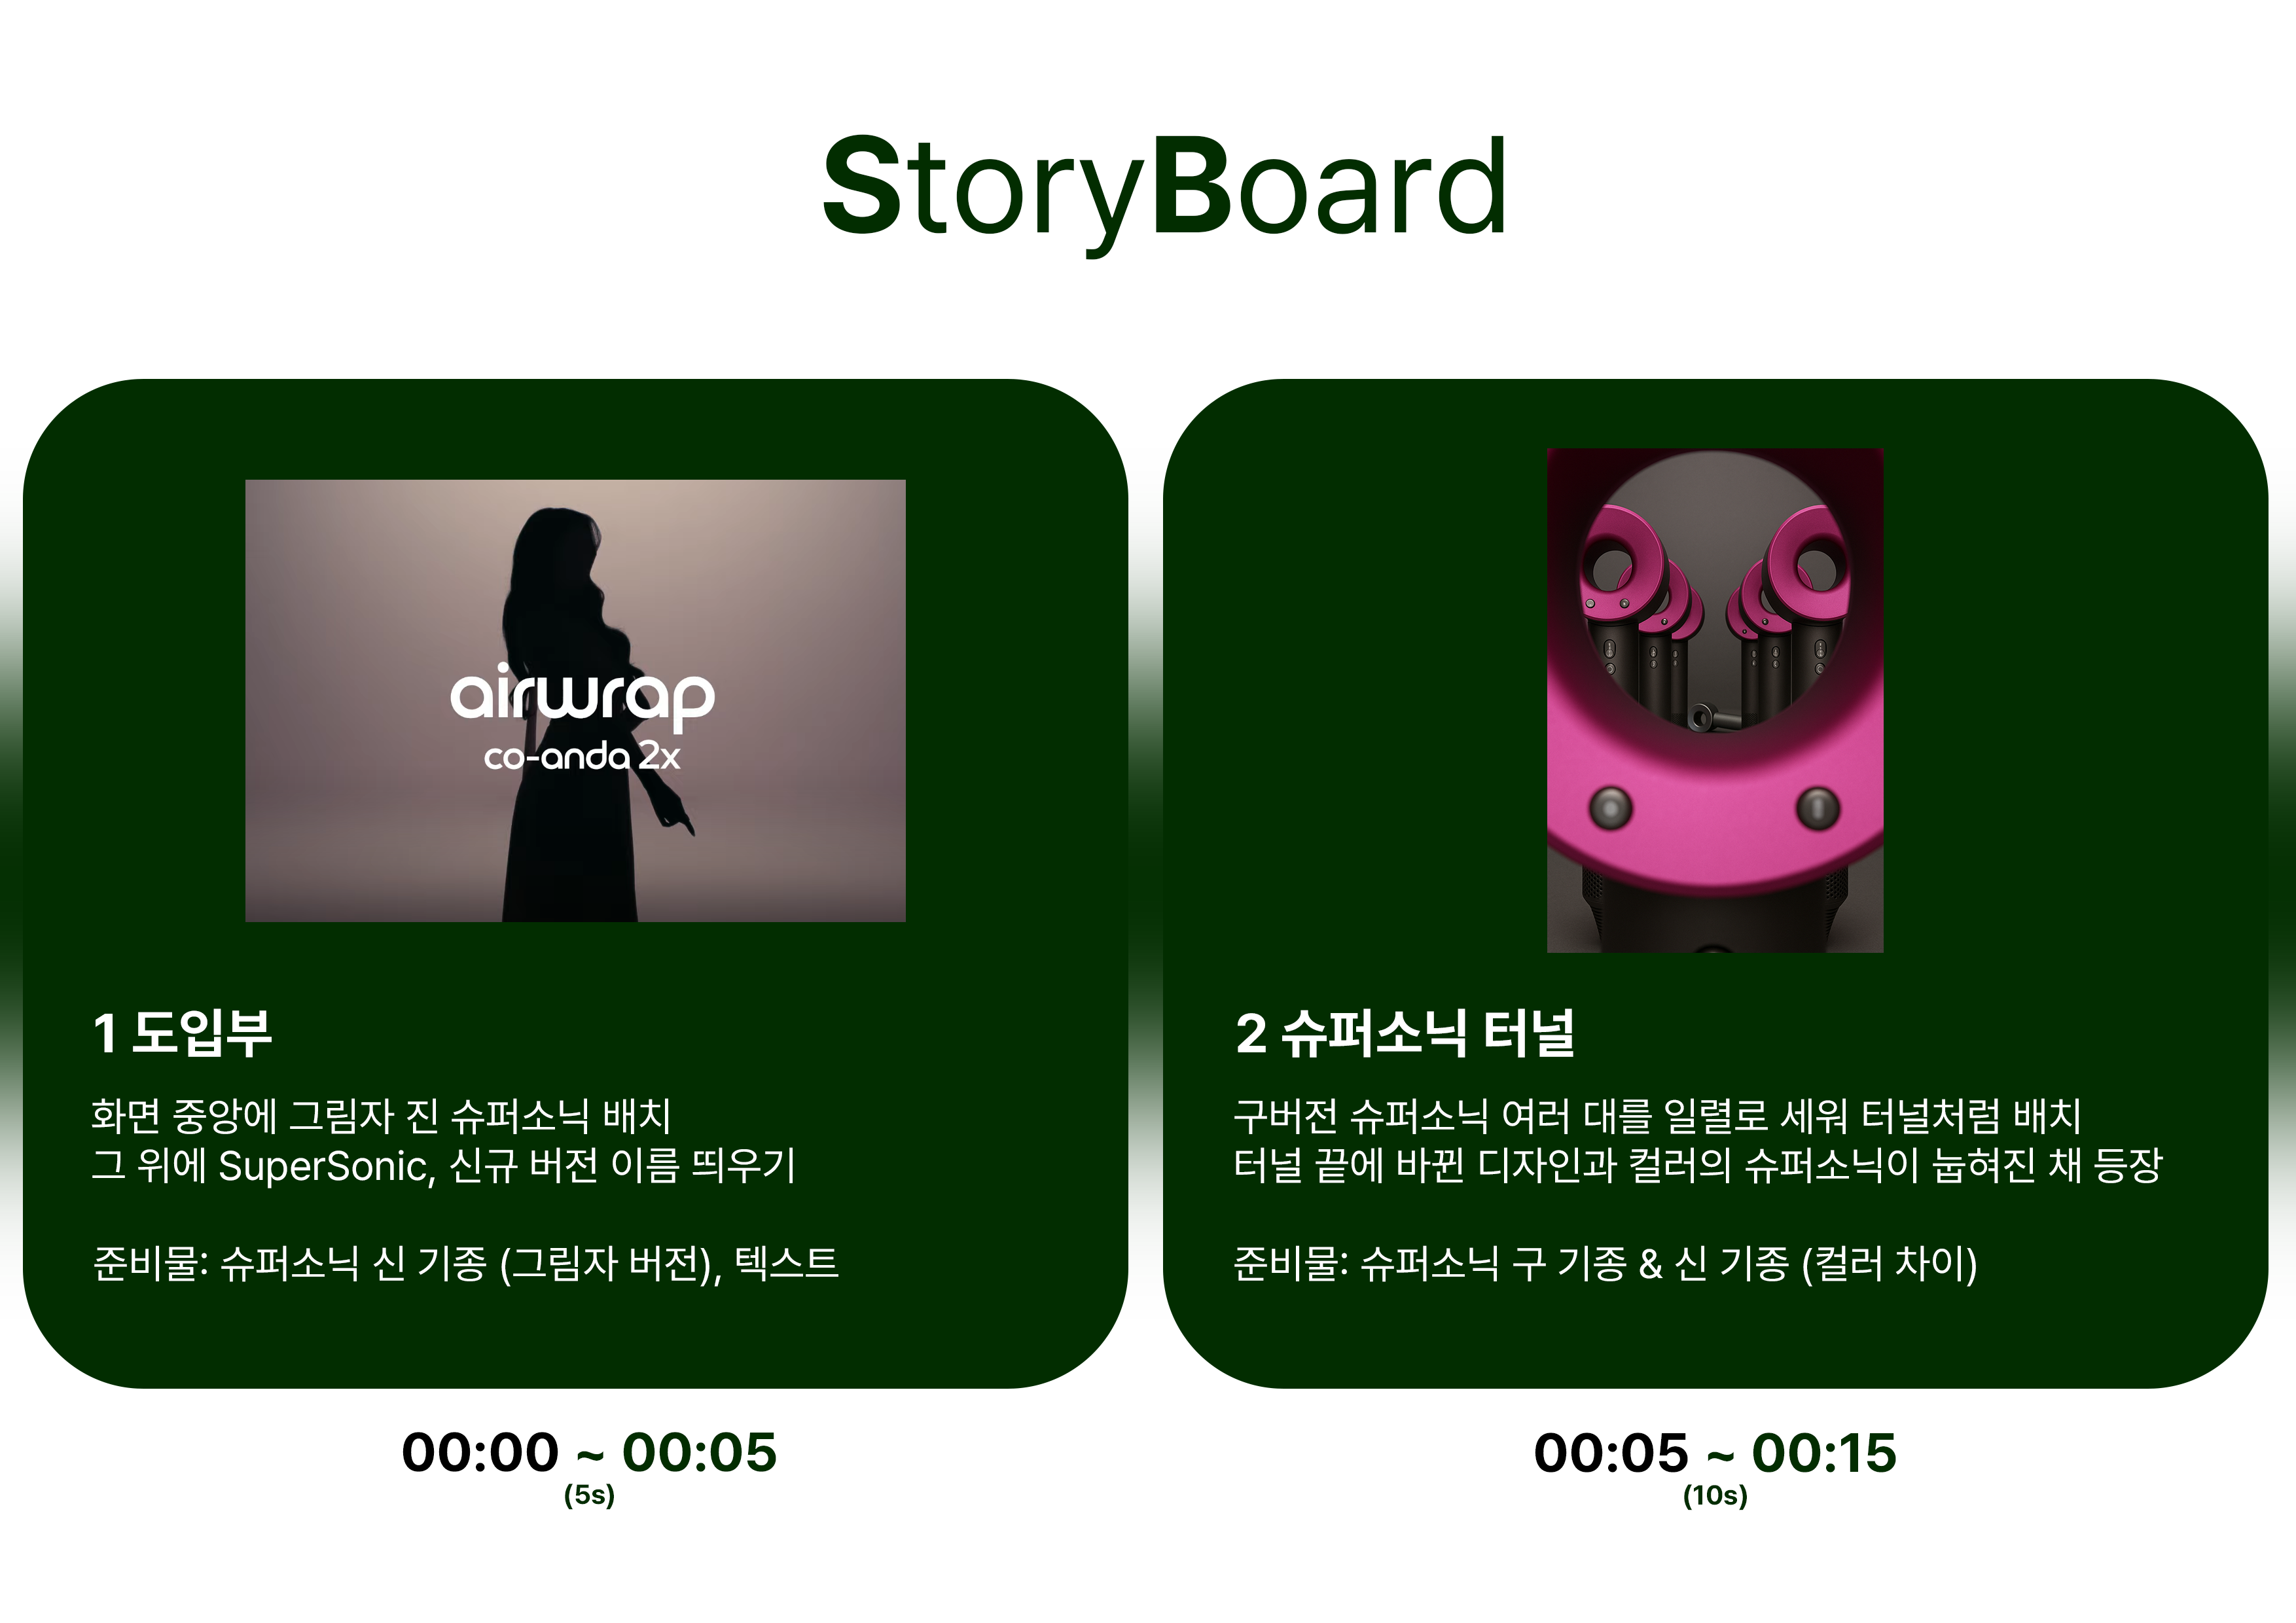 StoryBoard
airwrap
co-anda 2x
1 도입부
화면 중앙에 그림자 진 슈퍼소닉 배치
그 위에 SuperSonic, 신규 버전 이름 띄우기
준비물: 슈퍼소닉 신 기종 (그림자 버전), 텍스트
00:00 ~ 00:05
(5s)
2 슈퍼소닉 터널
구버전 슈퍼소닉 여러 대를 일렬로 세워 터널처럼 배치
터널 끝에 바뀐 디자인과 컬러의 슈퍼소닉이 눕혀진 채 등장
준비물: 슈퍼소닉 구 기종 & 신 기종 (컬러 차이)
00:05 ~ 00:15
(10s)